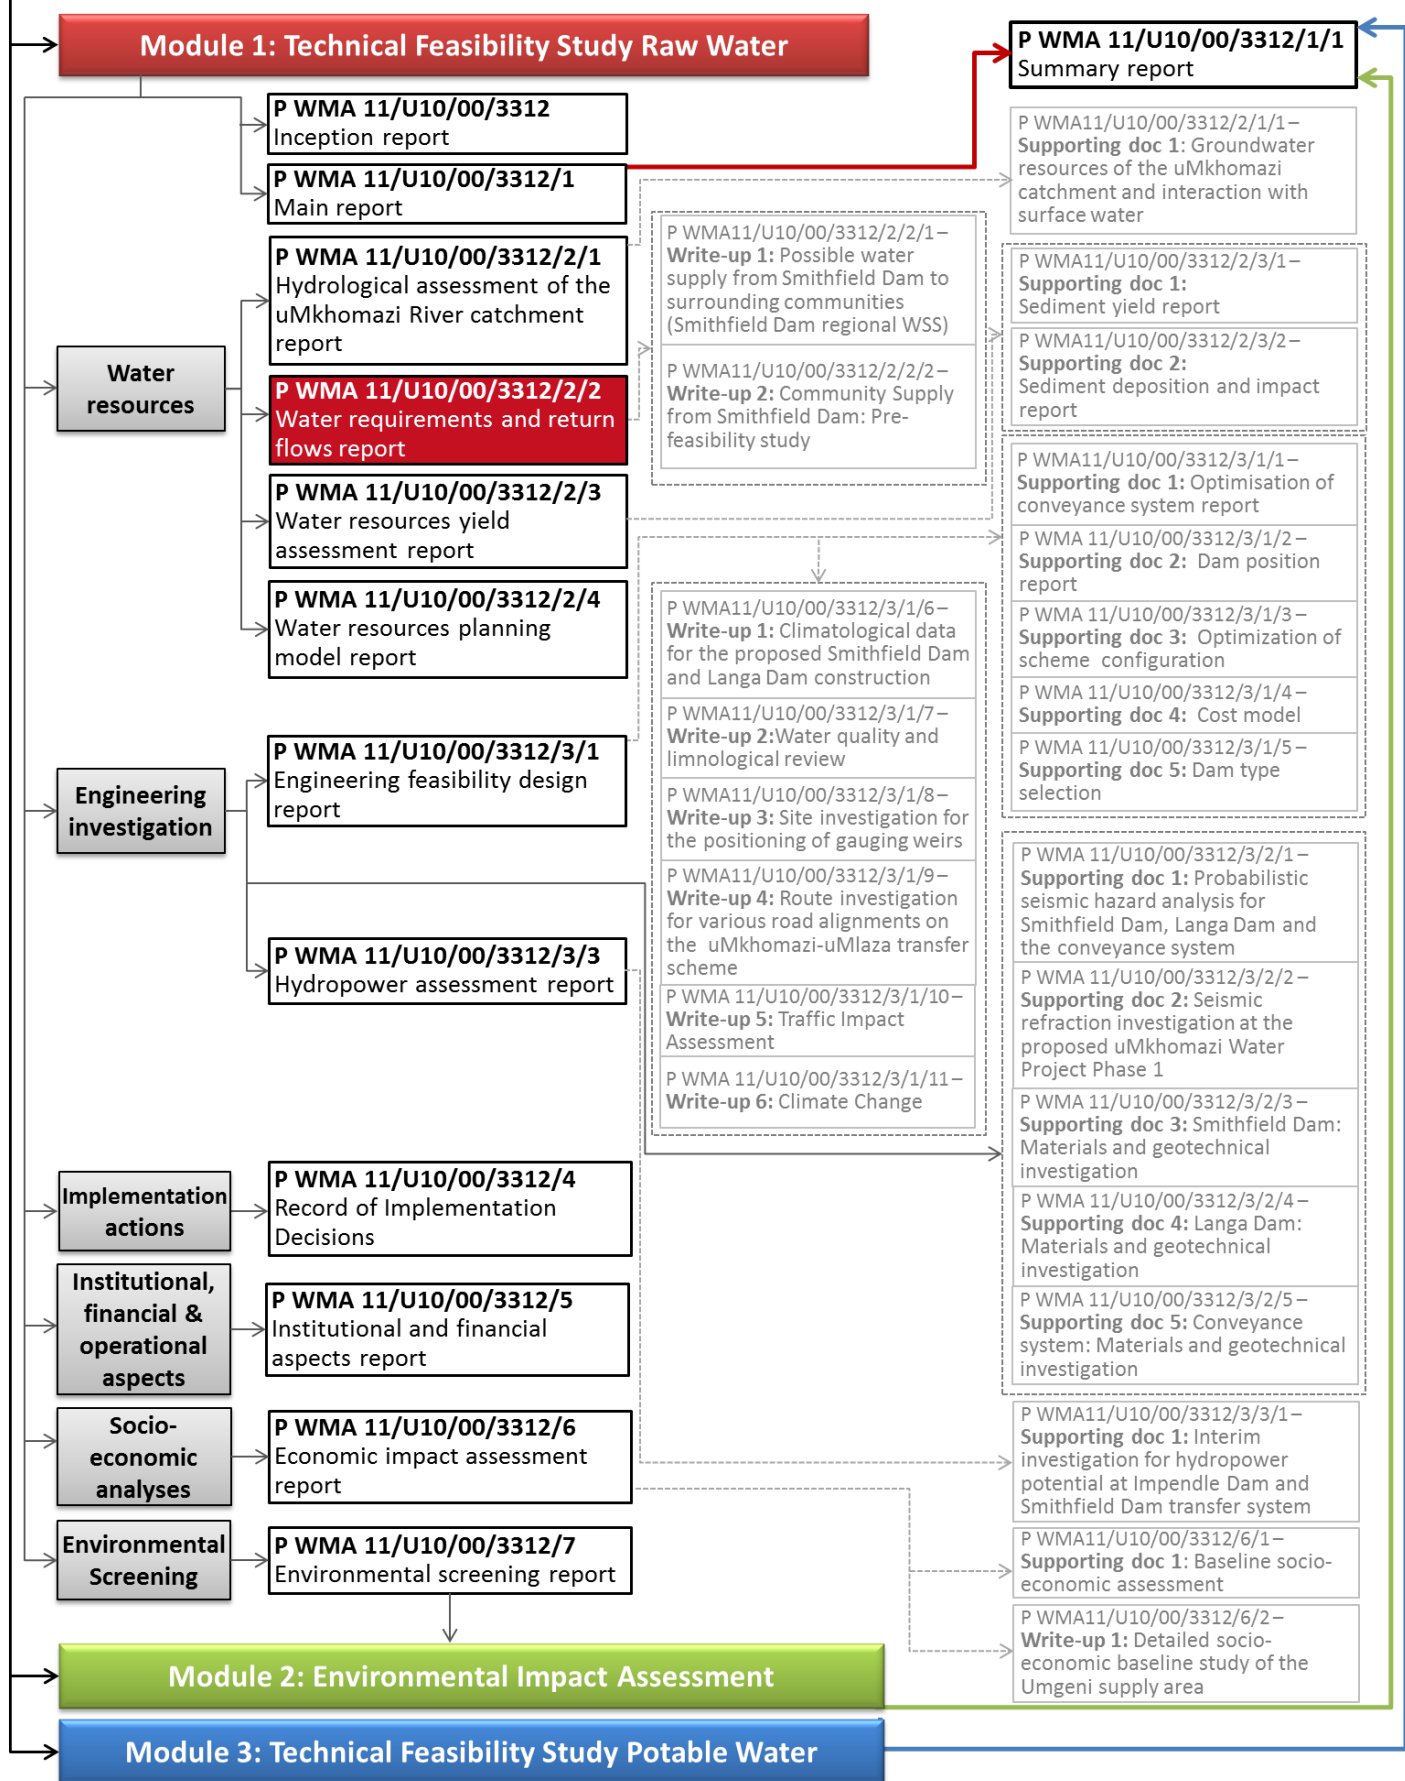 Module 1: Technical Feasibility Study Raw Water
P WMA 11/U10/00/3312/1/1
Summary report
P WMA 11/U10/00/3312
Inception report
P WMA 11/U10/00/3312/1
Main report
Water
resources
P WMA 11/U10/00/3312/2/1
Hydrological assessment of the
uMkhomazi River catchment
report
P WMA 11/U10/00/3312/2/2
Water requirements and return
flows report
P WMA 11/U10/00/3312/2/3
Water resources yield
assessment report
P WMA 11/U10/00/3312/2/4
Water resources planning
model report
P WMA11/U10/00/3312/2/2/1–
Write-up 1: Possible water
supply from Smithfield Dam to
surrounding communities
(Smithfield Dam regional WSS)
P WMA11/U10/00/3312/2/2/2–
Write-up 2: Community Supply
from Smithfield Dam: Pre-
feasibility study
P WMA11/U10/00/3312/2/1/1–
Supporting doc 1: Groundwater
resources of the uMkhomazi
catchment and interaction with
surface water
P WMA11/U10/00/3312/2/3/1–
Supporting doc 1:
Sediment yield report
P WMA11/U10/00/3312/2/3/2–
Supporting doc 2:
Sediment deposition and impact
report
Engineering
investigation
P WMA 11/U10/00/3312/3/1
Engineering feasibility design
report
P WMA 11/U10/00/3312/3/3
Hydropower assessment report
P WMA11/U10/00/3312/3/1/6–
Write-up 1: Climatological data
for the proposed Smithfield Dam
and Langa Dam construction
P WMA11/U10/00/3312/3/1/7–
Write-up 2:Water quality and
limnological review
P WMA11/U10/00/3312/3/1/8–
Write-up 3: Site investigation for
the positioning of gauging weirs
P WMA11/U10/00/3312/3/1/9–
Write-up 4: Route investigation
for various road alignments on
the uMkhomazi-uMlaza transfer
scheme
P WMA 11/U10/00/3312/3/1/10–
Write-up 5: Traffic Impact
Assessment
P WMA 11/U10/00/3312/3/1/11–
Write-up 6: Climate Change
P WMA11/U10/00/3312/3/1/1–
Supporting doc 1: Optimisation of
conveyance system report
P WMA 11/U10/00/3312/3/1/2–
Supporting doc 2: Dam position
report
P WMA 11/U10/00/3312/3/1/3–
Supporting doc 3: Optimization of
scheme configuration
P WMA 11/U10/00/3312/3/1/4–
Supporting doc 4: Cost model
P WMA 11/U10/00/3312/3/1/5–
Supporting doc 5: Dam type
selection
P WMA 11/U10/00/3312/3/2/1–
Supporting doc 1: Probabilistic
seismic hazard analysis for
Smithfield Dam, Langa Dam and
the conveyance system
P WMA 11/U10/00/3312/3/2/2–
Supporting doc 2: Seismic
refraction investigation at the
proposed uMkhomazi Water
Project Phase 1
P WMA 11/U10/00/3312/3/2/3–
Supporting doc 3: Smithfield Dam:
Materials and geotechnical
investigation
P WMA 11/U10/00/3312/3/2/4–
Supporting doc 4: Langa Dam:
Materials and geotechnical
investigation
P WMA 11/U10/00/3312/3/2/5–
Supporting doc 5: Conveyance
system: Materials and geotechnical
investigation
Implementation
actions
P WMA 11/U10/00/3312/4
Record of Implementation
Decisions
Institutional,
financial &
operational
aspects
P WMA 11/U10/00/3312/5
Institutional and financial
aspects report
Socio-
economic
analyses
P WMA 11/U10/00/3312/6
Economic impact assessment
report
P WMA11/U10/00/3312/3/3/1–
Supporting doc 1: Interim
investigation for hydropower
potential at Impendle Dam and
Smithfield Dam transfer system
P WMA11/U10/00/3312/6/1–
Supporting doc 1: Baseline socio-
economic assessment
P WMA11/U10/00/3312/6/2–
Write-up 1: Detailed socio-
economic baseline study of the
Umgeni supply area
Environmental
Screening
P WMA 11/U10/00/3312/7
Environmental screening report
Module 2: Environmental Impact Assessment
Module 3: Technical Feasibility Study Potable Water